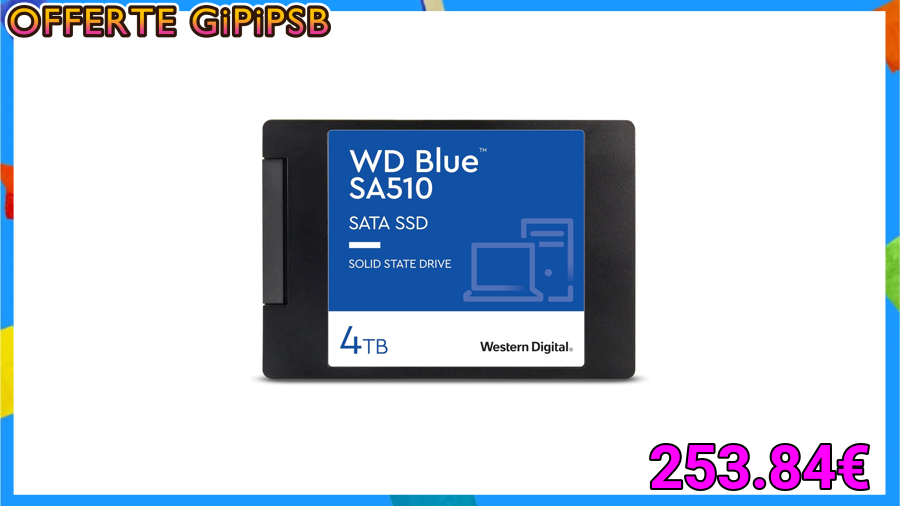 OFFERTE GiPiPSB
WD Blue™
SA510
SATA SSD
SOLID STATE DRIVE
4TB
Western Digital®
253.84€